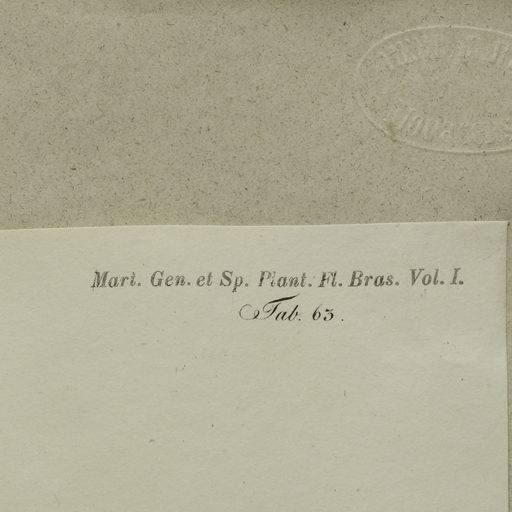 Mart. Gen. et Sp. Plant. Fl. Bras. Vol. I.
Tab. 63.